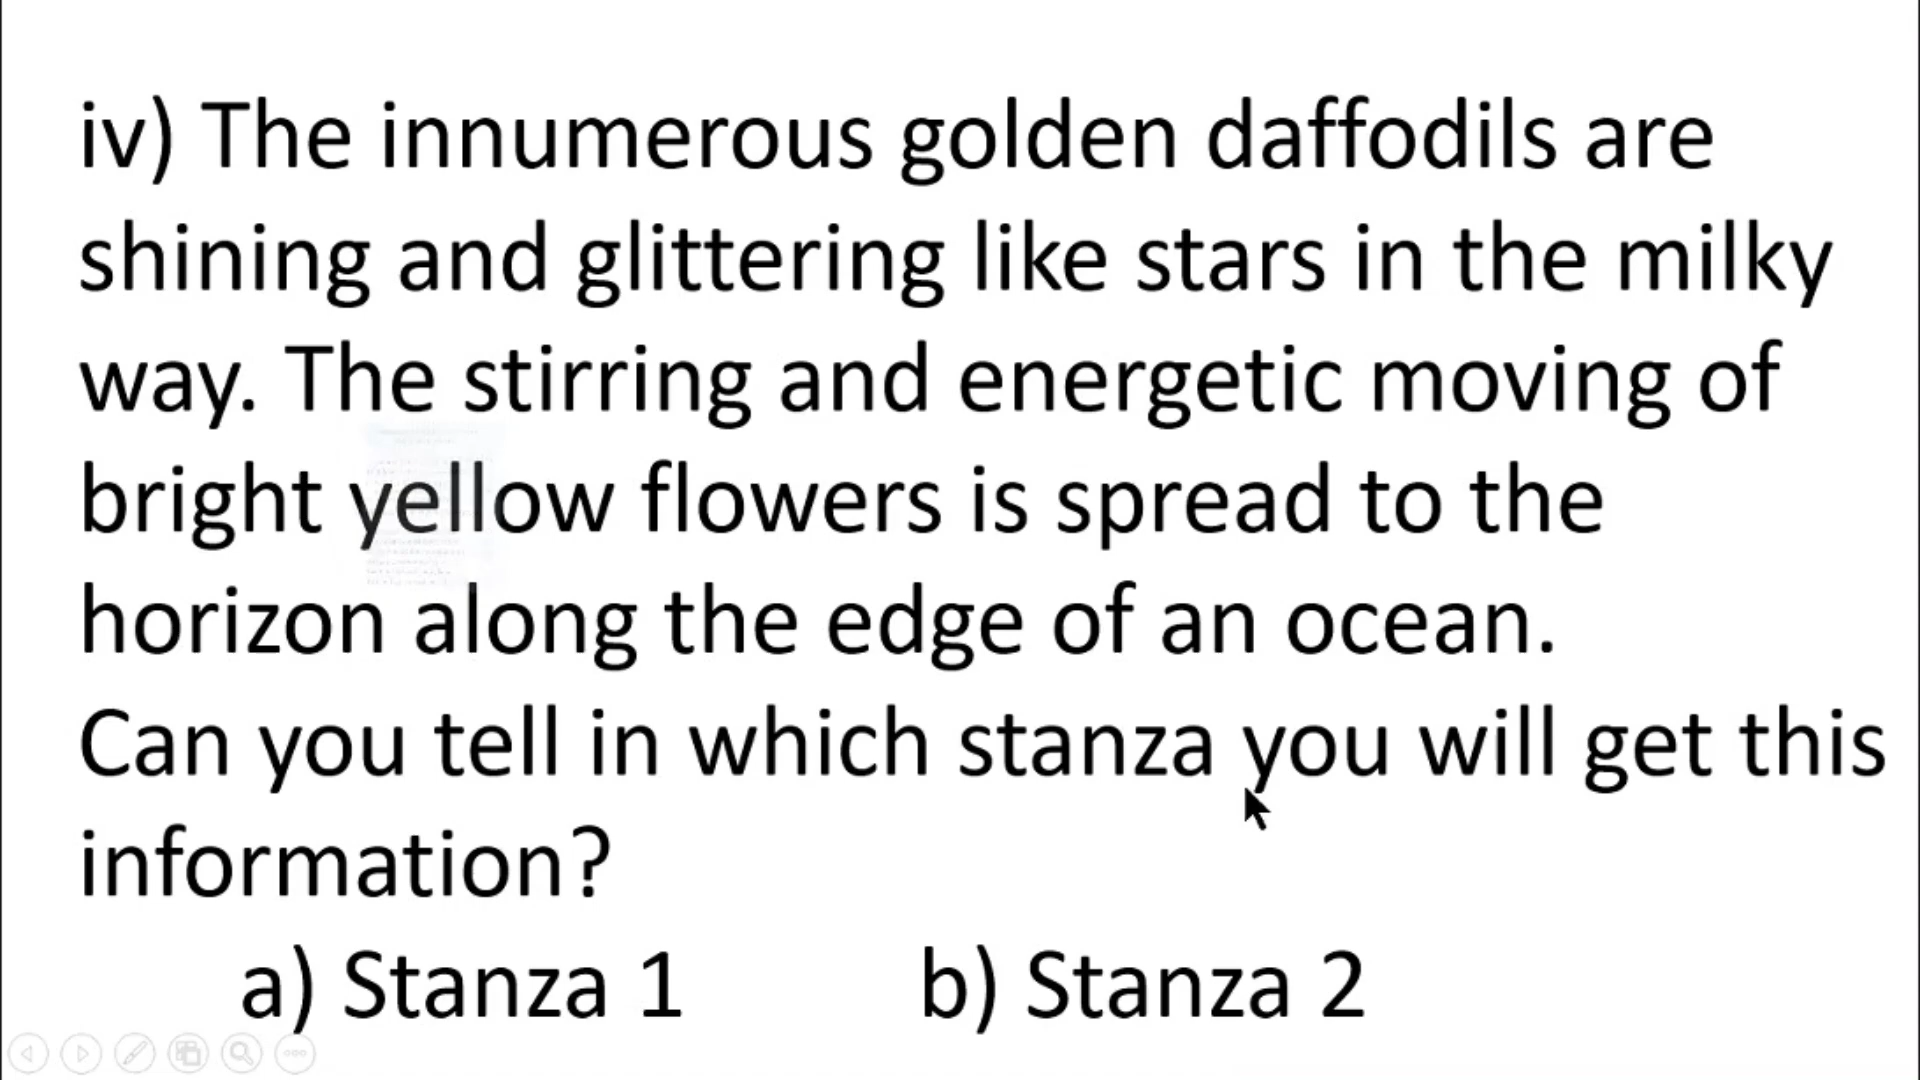 iv) The innumerous golden daffodils are
shining and glittering like stars in the milky
way. The stirring and energetic moving of
bright yellow flowers is spread to the
horizon along the edge of an ocean.
Can you tell in which stanza you will get this
information?
a) Stanza 1 b) Stanza 2